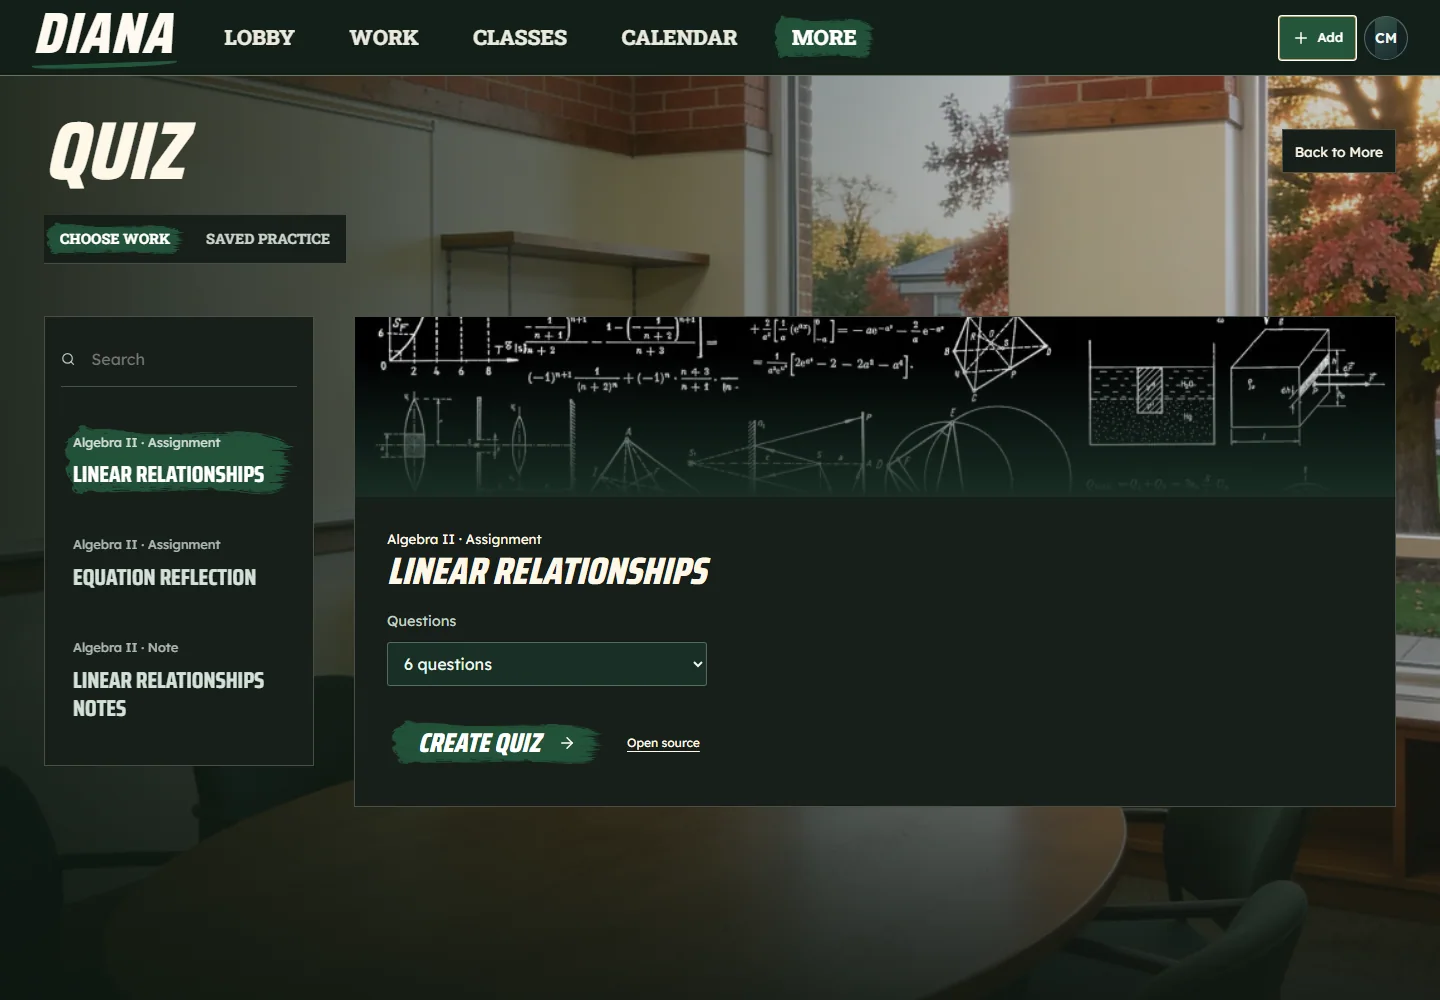 DIANA
LOBBY
WORK
CLASSES
CALENDAR
MORE
+ Add
CM
QUIZ
Back to More
CHOOSE WORK
SAVED PRACTICE
Search
Algebra II · Assignment
LINEAR RELATIONSHIPS
Algebra II · Assignment
EQUATION REFLECTION
Algebra II · Note
LINEAR RELATIONSHIPS
NOTES
Algebra II · Assignment
LINEAR RELATIONSHIPS
Questions
6 questions
CREATE QUIZ →
Open source